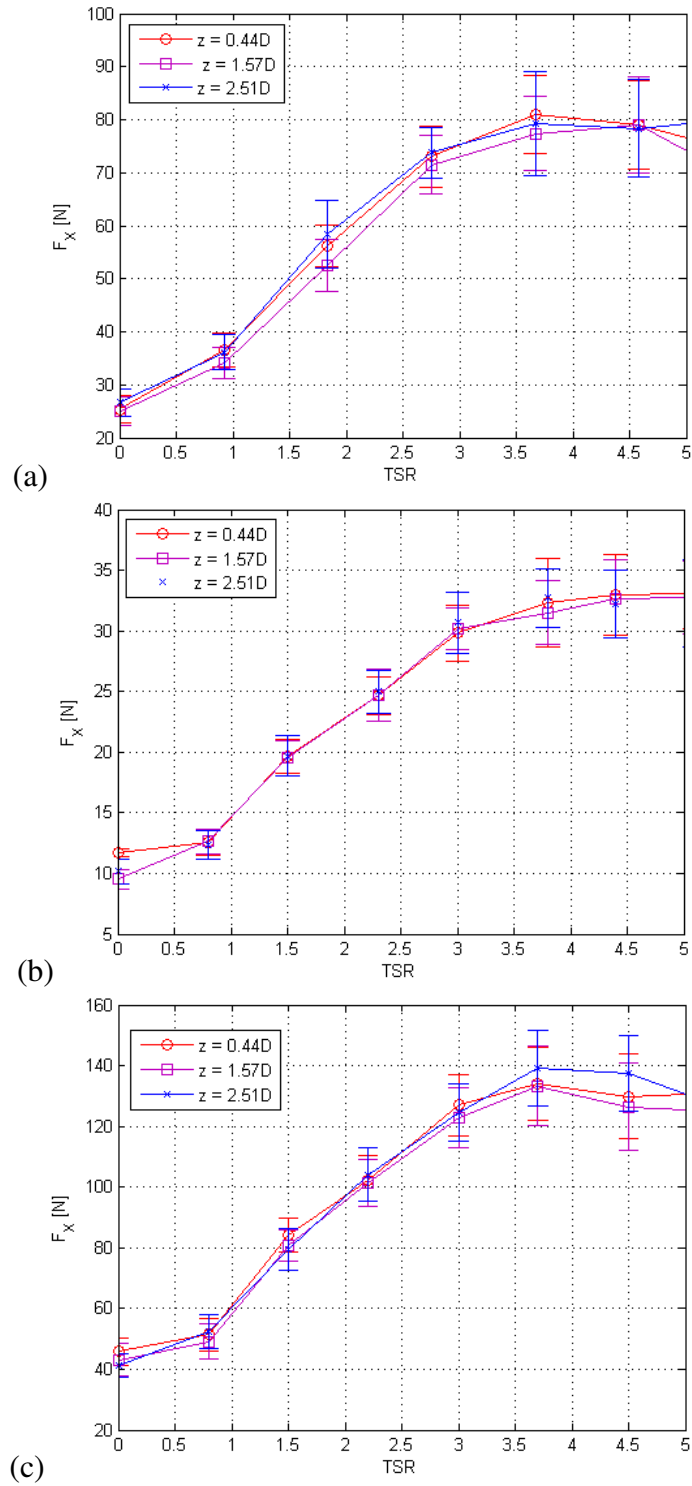 100
90
80
70
60
50
40
30
20
F_X [N]
z = 0.44D
z = 1.57D
z = 2.51D
0 0.5 1 1.5 2 2.5 3 3.5 4 4.5 5
TSR
(a)
40
35
30
25
20
15
10
5
F_X [N]
z = 0.44D
z = 1.57D
z = 2.51D
0 0.5 1 1.5 2 2.5 3 3.5 4 4.5 5
TSR
(b)
160
140
120
100
80
60
40
20
F_X [N]
z = 0.44D
z = 1.57D
z = 2.51D
0 0.5 1 1.5 2 2.5 3 3.5 4 4.5 5
TSR
(c)